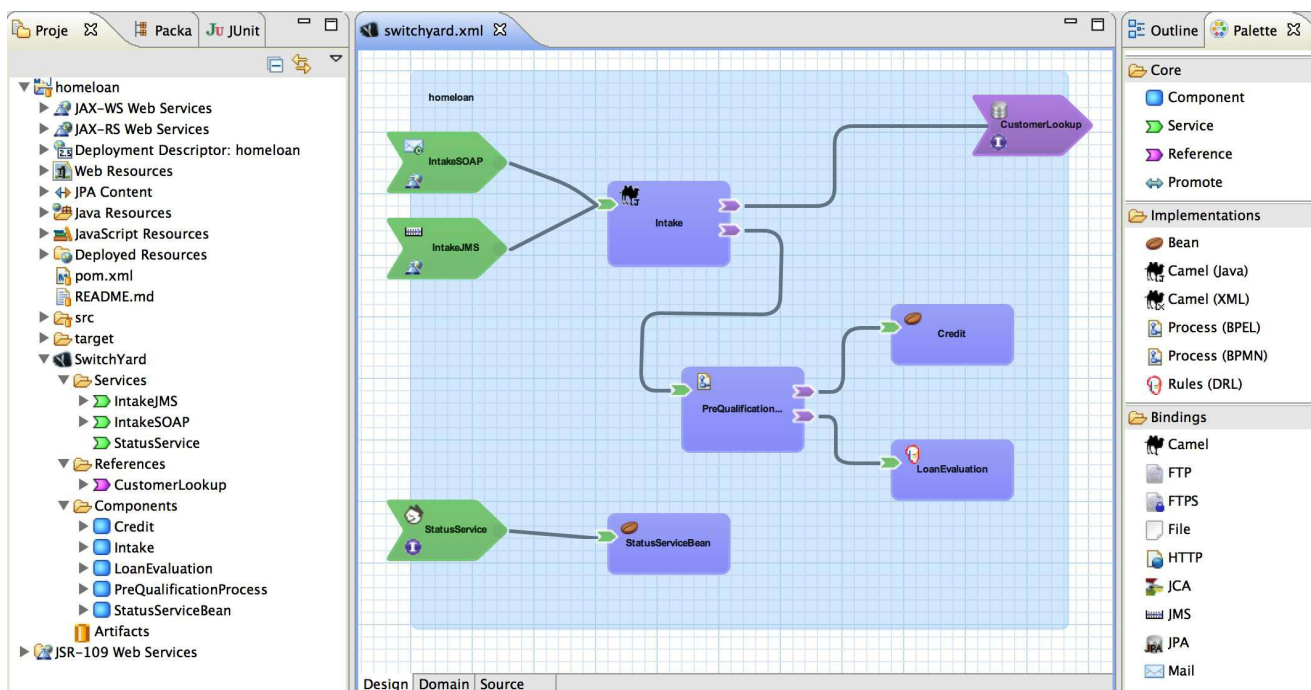 Proje
Packa
Ju JUnit
homeloan
JAX-WS Web Services
JAX-RS Web Services
2.5 Deployment Descriptor: homeloan
Web Resources
JPA Content
Java Resources
JavaScript Resources
Deployed Resources
pom.xml
README.md
src
target
SwitchYard
Services
IntakeJMS
IntakeSOAP
StatusService
References
CustomerLookup
Components
Credit
Intake
LoanEvaluation
PreQualificationProcess
StatusServiceBean
Artifacts
JSR-109 Web Services
switchyard.xml
homeloan
CustomerLookup
IntakeSOAP
Intake
IntakeJMS
Credit
PreQualification...
LoanEvaluation
StatusService
StatusServiceBean
Design
Domain
Source
Outline
Palette
Core
Component
Service
Reference
Promote
Implementations
Bean
Camel (Java)
Camel (XML)
Process (BPEL)
Process (BPMN)
Rules (DRL)
Bindings
Camel
FTP
FTPS
File
HTTP
JCA
JMS
JPA
Mail